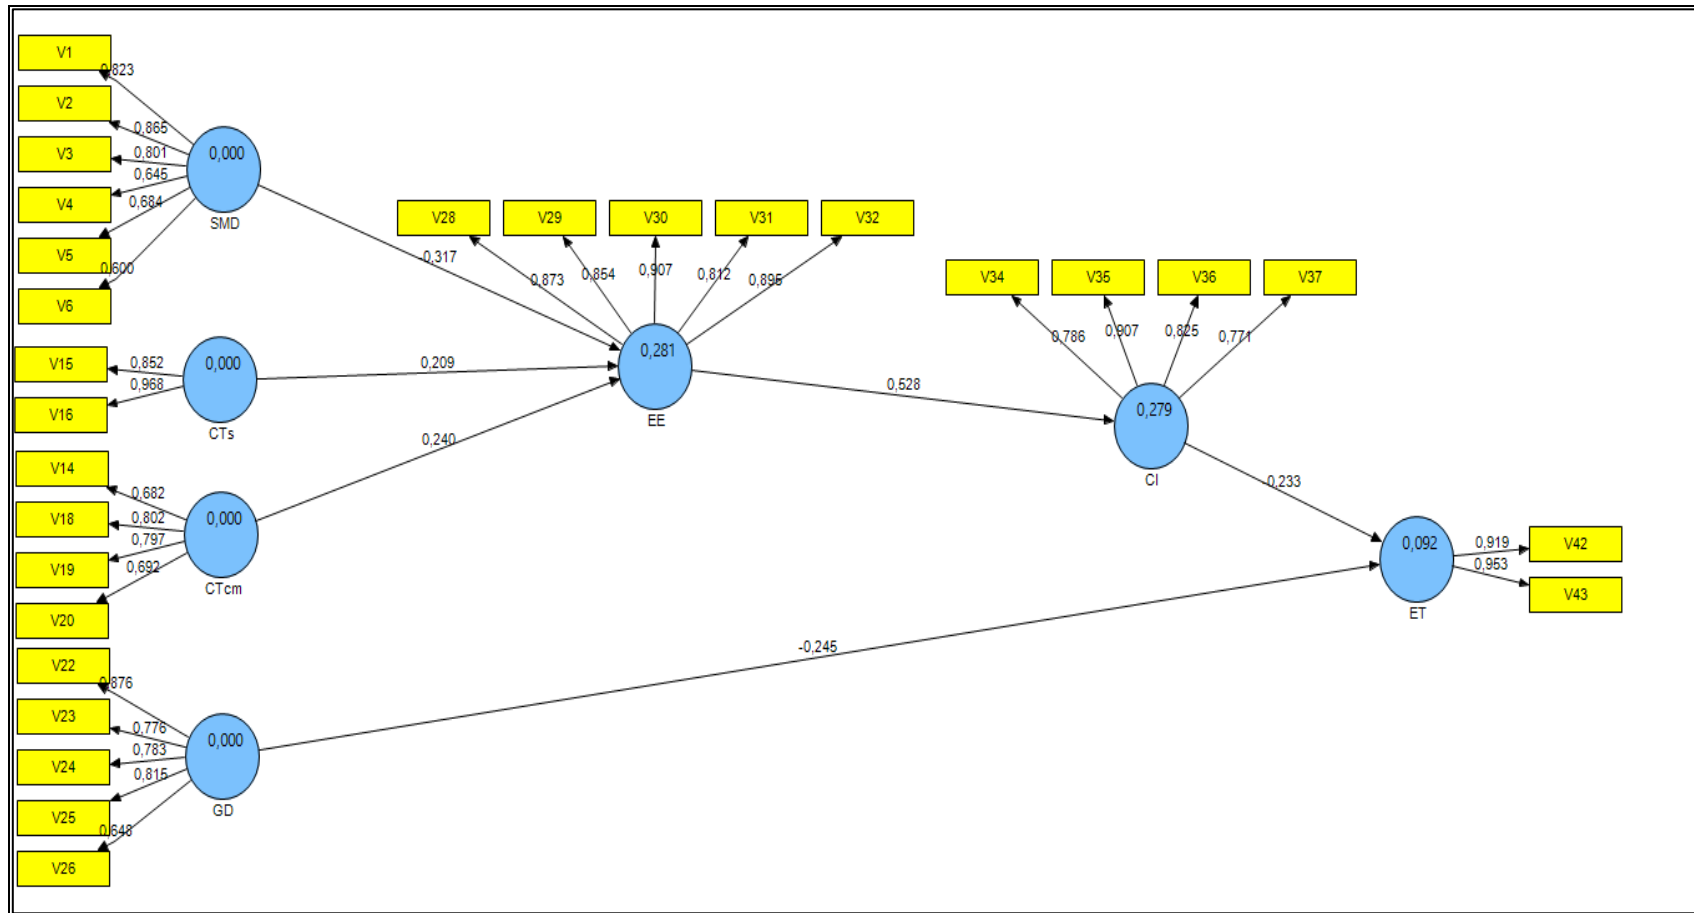 V1
0,823
V2
0,865
V3
0,801
V4
0,645
0,684
V5
0,600
V6
0,000
SMD
V15
0,852
V16
0,968
0,000
CTs
V14
0,682
V18
0,802
V19
0,797
0,692
V20
0,000
CTcm
V22
0,876
V23
0,776
V24
0,783
0,815
V25
0,648
V26
0,000
GD
-0,317
0,209
0,240
V28
V29
V30
V31
V32
0,873
0,854
0,907
0,812
0,895
0,281
EE
0,528
V34
V35
V36
V37
0,786
0,907
0,825
0,771
0,279
CI
-0,233
-0,245
0,092
ET
0,919
V42
0,953
V43